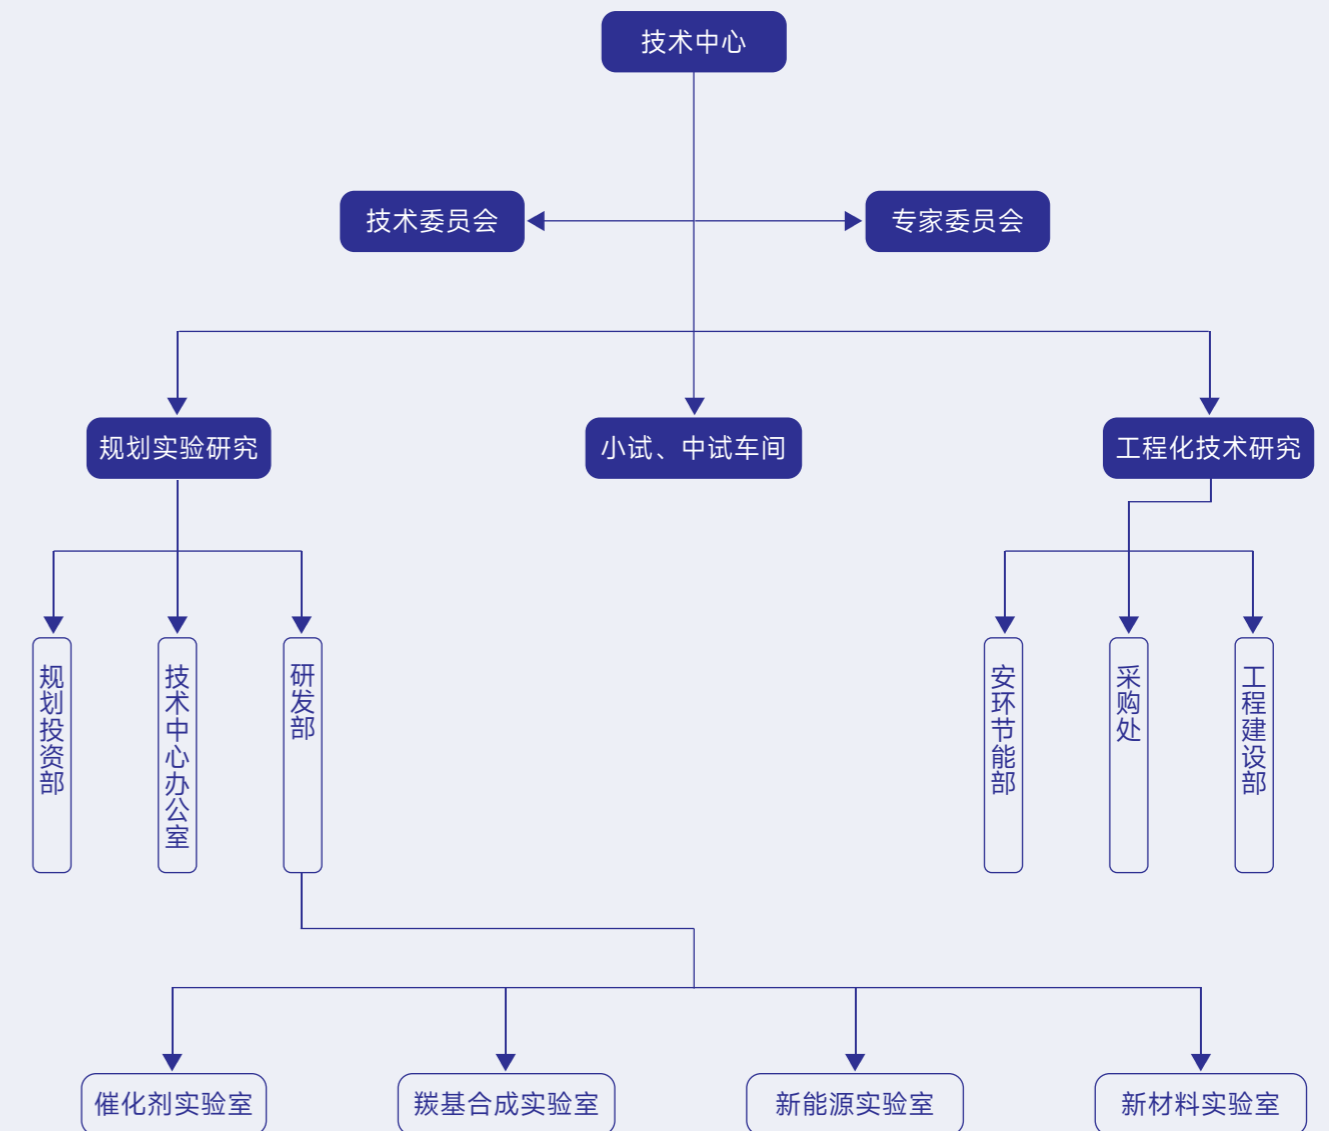 技术中心
技术委员会
专家委员会
规划实验研究
小试、中试车间
工程化技术研究
规划投资部
技术中心办公室
研发部
安环节能部
采购处
工程建设部
催化剂实验室
羰基合成实验室
新能源实验室
新材料实验室